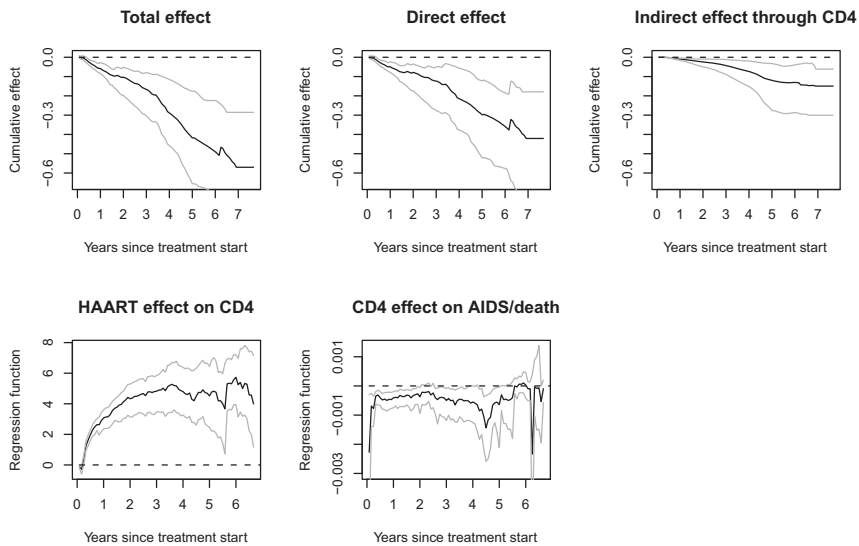 Total effect
Direct effect
Indirect effect through CD4
Cumulative effect
0.0
−0.3
−0.6
0 1 2 3 4 5 6 7
Years since treatment start
Cumulative effect
0.0
−0.3
−0.6
0 1 2 3 4 5 6 7
Years since treatment start
Cumulative effect
0.0
−0.3
−0.6
0 1 2 3 4 5 6 7
Years since treatment start
HAART effect on CD4
CD4 effect on AIDS/death
Regression function
8
6
4
2
0
0 1 2 3 4 5 6
Years since treatment start
Regression function
0.001
−0.001
−0.003
0 1 2 3 4 5 6
Years since treatment start